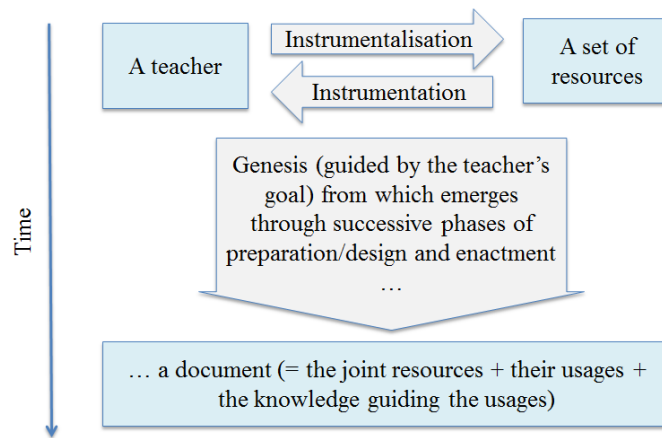 A teacher
Instrumentalisation
Instrumentation
A set of
resources
Genesis (guided by the teacher's
goal) from which emerges
through successive phases of
preparation/design and enactment
…
Time
… a document (= the joint resources + their usages +
the knowledge guiding the usages)